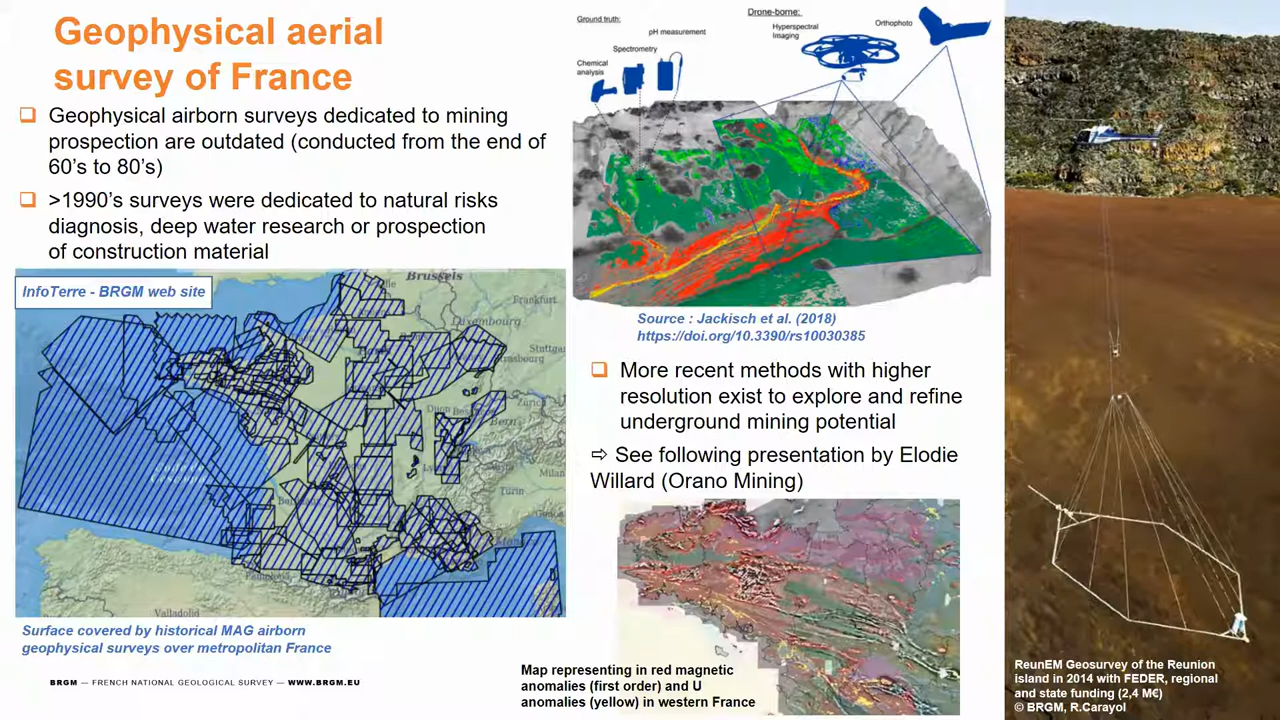 Geophysical aerial
survey of France
Geophysical airborn surveys dedicated to mining
prospection are outdated (conducted from the end of
60's to 80's)
>1990's surveys were dedicated to natural risks
diagnosis, deep water research or prospection
of construction material
InfoTerre - BRGM web site
Brussels
Frankfurt
Luxembourg
Stuttga
Zürich
Bern
Milan
Turin
Pamplona
Valladolid
Surface covered by historical MAG airborn
geophysical surveys over metropolitan France
BRGM — FRENCH NATIONAL GEOLOGICAL SURVEY — WWW.BRGM.EU
Ground truth:
pH measurement
Spectrometry
Chemical
analysis
Drone-borne:
Hyperspectral
Imaging
Orthophoto
Source : Jackisch et al. (2018)
https://doi.org/10.3390/rs10030385
More recent methods with higher
resolution exist to explore and refine
underground mining potential
⇨ See following presentation by Elodie
Willard (Orano Mining)
Map representing in red magnetic
anomalies (first order) and U
anomalies (yellow) in western France
ReunEM Geosurvey of the Reunion
island in 2014 with FEDER, regional
and state funding (2,4 M€)
© BRGM, R.Carayol